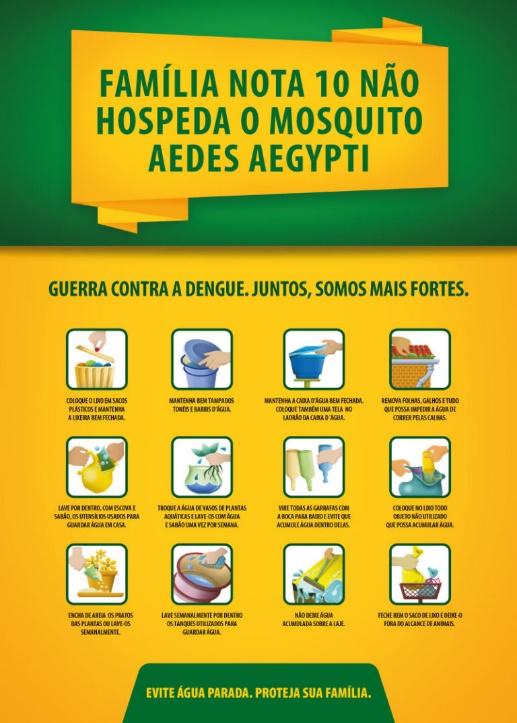 FAMÍLIA NOTA 10 NÃO
HOSPEDA O MOSQUITO
AEDES AEGYPTI
GUERRA CONTRA A DENGUE. JUNTOS, SOMOS MAIS FORTES.
COLOQUE O LIXO EM SACOS
PLÁSTICOS E MANTENHA
A LIXEIRA BEM FECHADA.
MANTENHA BEM TAMPADOS
TONÉIS E BARRIS D'ÁGUA.
MANTENHA A CAIXA D'ÁGUA BEM FECHADA.
COLOQUE TAMBÉM UMA TELA NO
LADRÃO DA CAIXA D'ÁGUA.
REMOVA FOLHAS, GALHOS E TUDO
QUE POSSA IMPEDIR A ÁGUA DE
CORRER PELAS CALHAS.
LAVE POR DENTRO, COM ESCOVA E
SABÃO, OS UTENSÍLIOS USADOS PARA
GUARDAR ÁGUA EM CASA.
TROQUE A ÁGUA DE VASOS DE PLANTAS
AQUÁTICAS E LAVE-OS COM ÁGUA
E SABÃO UMA VEZ POR SEMANA.
VIRE TODAS AS GARRAFAS COM
A BOCA PARA BAIXO E EVITE QUE
ACUMULE ÁGUA DENTRO DELAS.
COLOQUE NO LIXO TODO
OBJETO NÃO UTILIZADO
QUE POSSA ACUMULAR ÁGUA.
ENCHA DE AREIA OS PRATOS
DAS PLANTAS OU LAVE-OS
SEMANALMENTE.
LAVE SEMANALMENTE POR DENTRO
OS TANQUES UTILIZADOS PARA
GUARDAR ÁGUA.
NÃO DEIXE ÁGUA
ACUMULADA SOBRE A LAJE.
FECHE BEM O SACO DE LIXO E DEIXE-O
FORA DO ALCANCE DE ANIMAIS.
EVITE ÁGUA PARADA. PROTEJA SUA FAMÍLIA.